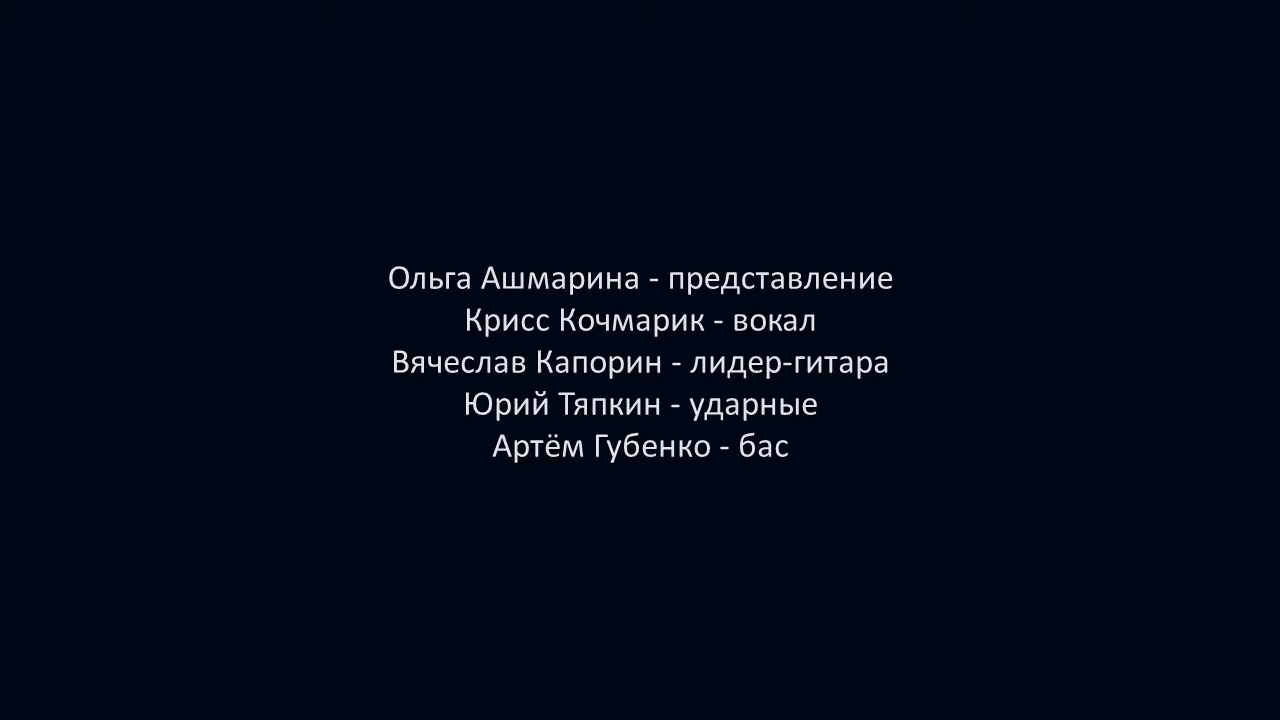 Ольга Ашмарина - представление
Крисс Кочмарик - вокал
Вячеслав Капорин - лидер-гитара
Юрий Тяпкин - ударные
Артём Губенко - бас